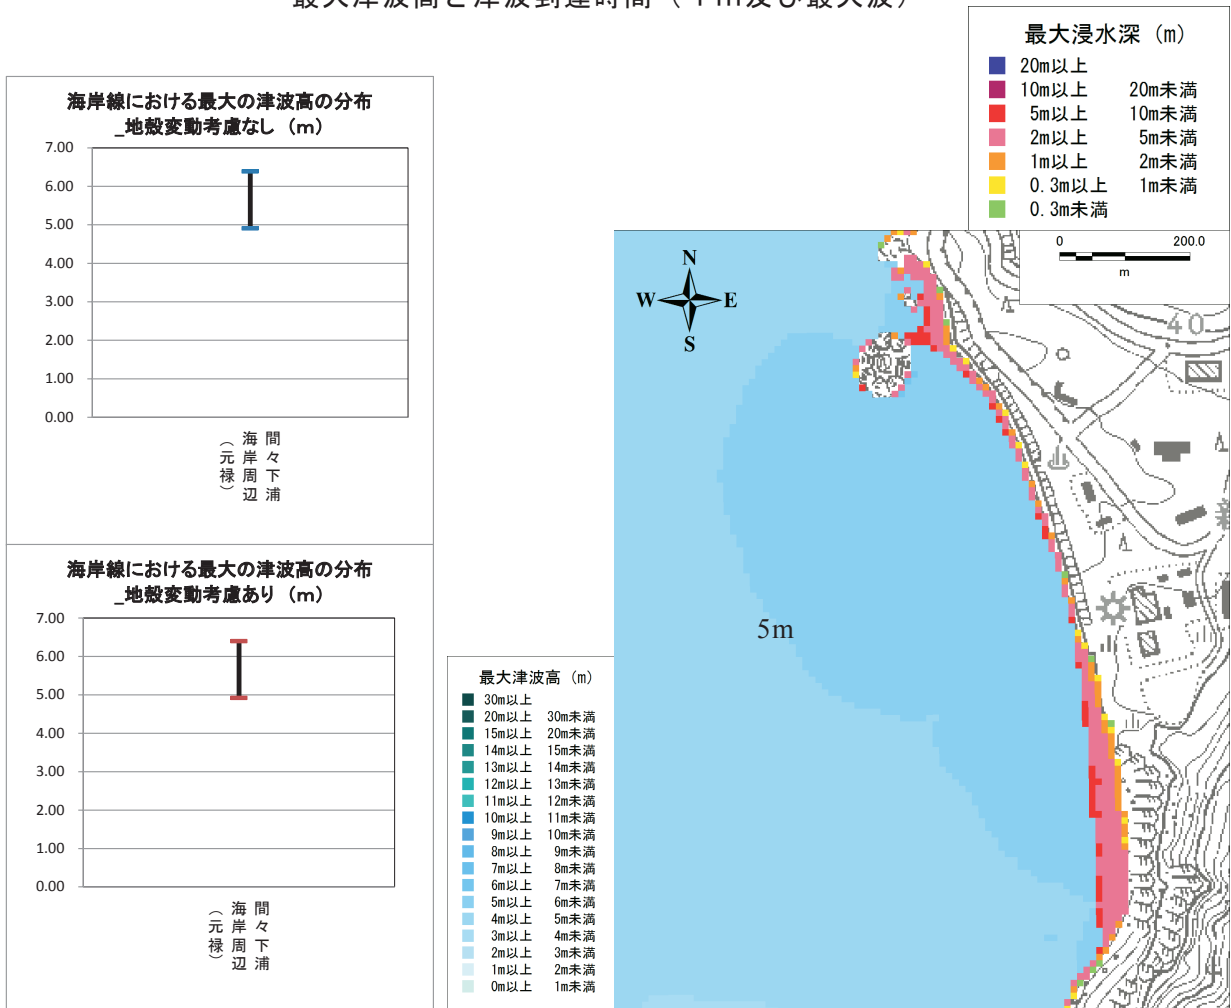 最大津波高と津波到達時間（１m及び最大波）
海岸線における最大の津波高の分布
_地殻変動考慮なし（m）
7.00
6.00
5.00
4.00
3.00
2.00
1.00
0.00
間々下浦
海岸周辺
（元禄）
海岸線における最大の津波高の分布
_地殻変動考慮あり（m）
7.00
6.00
5.00
4.00
3.00
2.00
1.00
0.00
間々下浦
海岸周辺
（元禄）
最大津波高（m）
30m以上
20m以上 30m未満
15m以上 20m未満
14m以上 15m未満
13m以上 14m未満
12m以上 13m未満
11m以上 12m未満
10m以上 11m未満
9m以上 10m未満
8m以上 9m未満
7m以上 8m未満
6m以上 7m未満
5m以上 6m未満
4m以上 5m未満
3m以上 4m未満
2m以上 3m未満
1m以上 2m未満
0m以上 1m未満
最大浸水深（m）
20m以上
10m以上 20m未満
5m以上 10m未満
2m以上 5m未満
1m以上 2m未満
0.3m以上 1m未満
0.3m未満
0 200.0
m
N
W E
S
40
5m